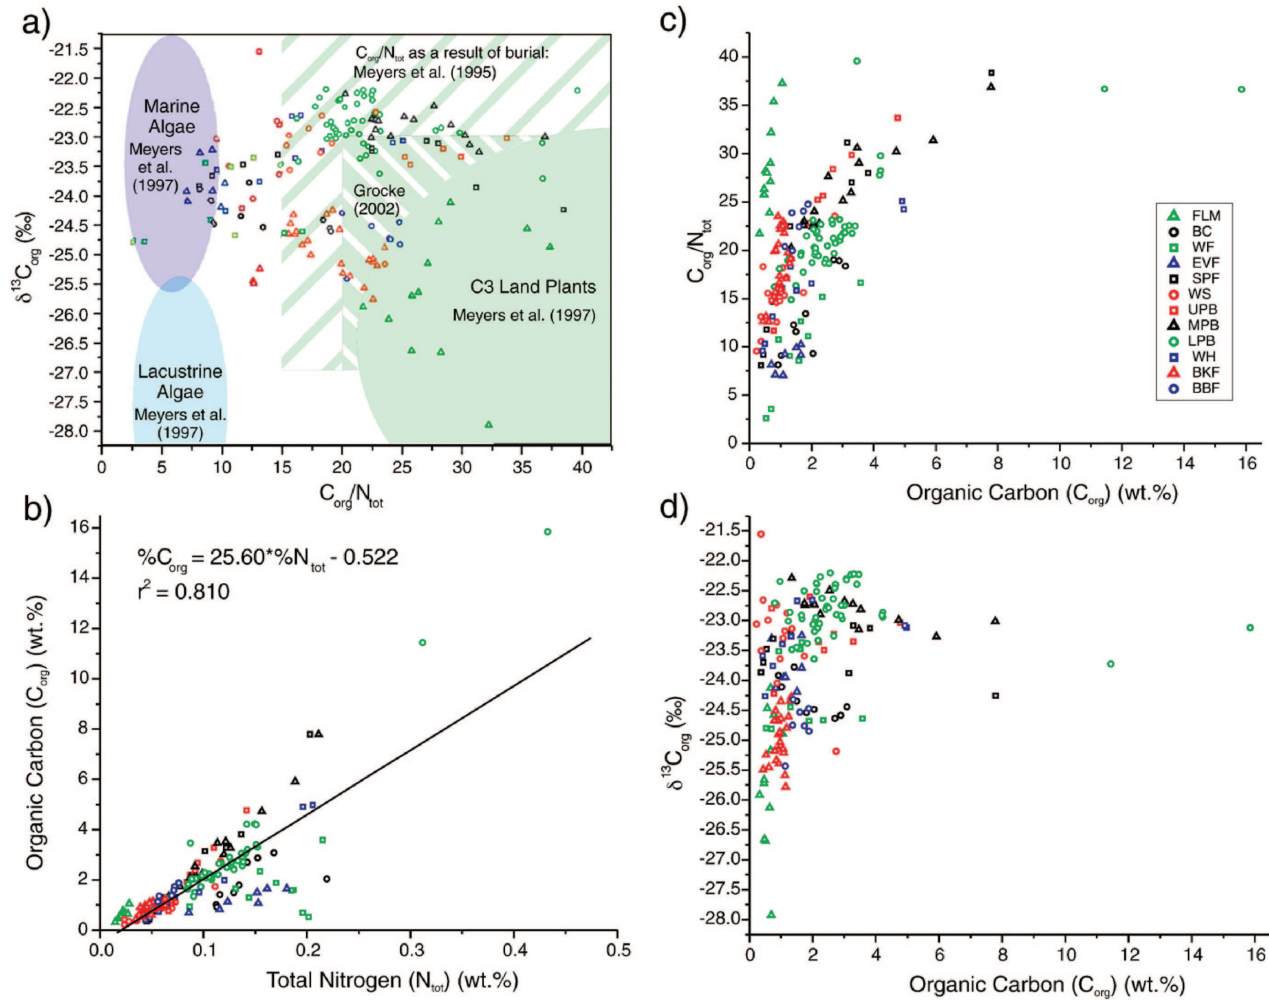 a)
-21.5
-22.0
-22.5
-23.0
-23.5
-24.0
-24.5
-25.0
-25.5
-26.0
-26.5
-27.0
-27.5
-28.0
δ¹³Corg (‰)
0
5
10
15
20
25
30
35
40
Corg/Ntot
Marine
Algae
Meyers
et al.
(1997)
Lacustrine
Algae
Meyers et al.
(1997)
Corg/Ntot as a result of burial:
Meyers et al. (1995)
Grocke
(2002)
C3 Land Plants
Meyers et al. (1997)
b)
16
14
12
10
8
6
4
2
0
Organic Carbon (Corg) (wt.%)
%Corg = 25.60*%Ntot - 0.522
r² = 0.810
0.0
0.1
0.2
0.3
0.4
0.5
Total Nitrogen (Ntot) (wt.%)
c)
40
35
30
25
20
15
10
5
0
Corg/Ntot
0
2
4
6
8
10
12
14
16
Organic Carbon (Corg) (wt.%)
FLM
BC
WF
EVF
SPF
WS
UPB
MPB
LPB
WH
BKF
BBF
d)
-21.5
-22.0
-22.5
-23.0
-23.5
-24.0
-24.5
-25.0
-25.5
-26.0
-26.5
-27.0
-27.5
-28.0
δ¹³Corg (‰)
0
2
4
6
8
10
12
14
16
Organic Carbon (Corg) (wt.%)